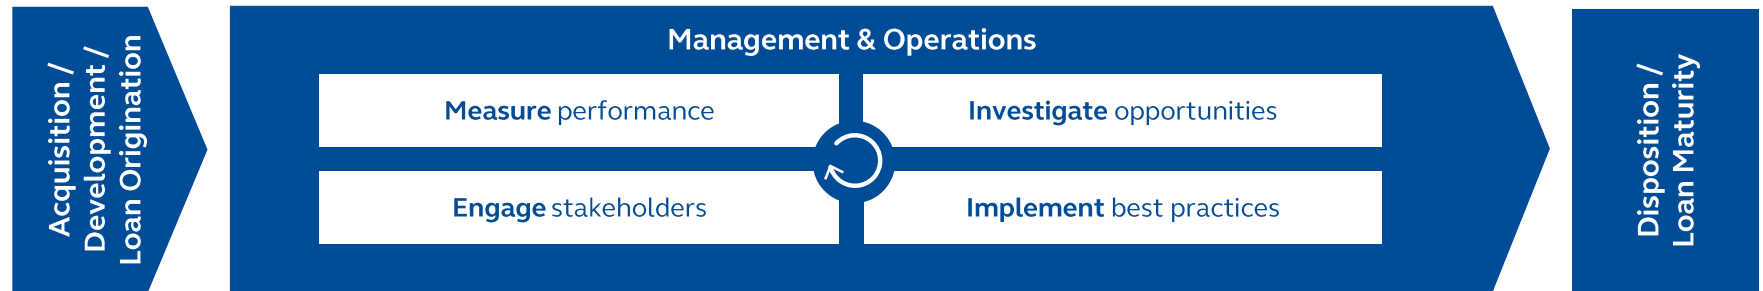 Acquisition /
Development /
Loan Origination
Management & Operations
Measure performance
Investigate opportunities
Engage stakeholders
Implement best practices
Disposition /
Loan Maturity